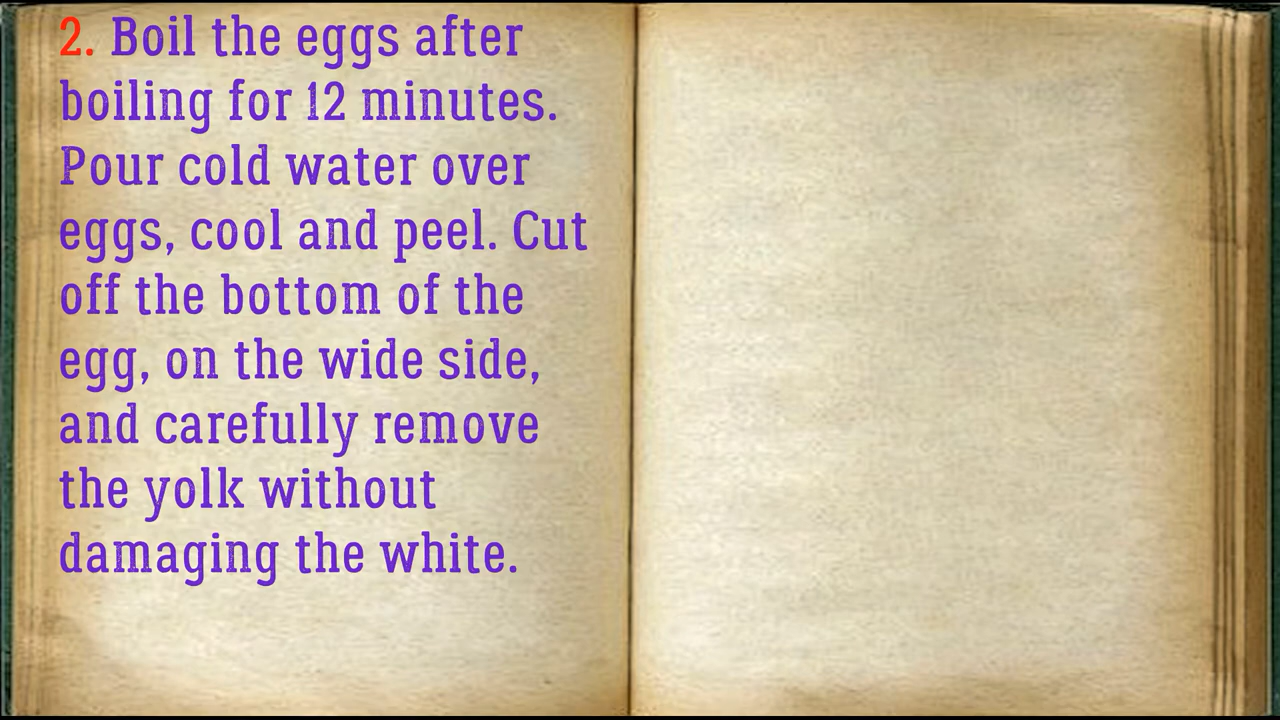 2. Boil the eggs after
boiling for 12 minutes.
Pour cold water over
eggs, cool and peel. Cut
off the bottom of the
egg, on the wide side,
and carefully remove
the yolk without
damaging the white.